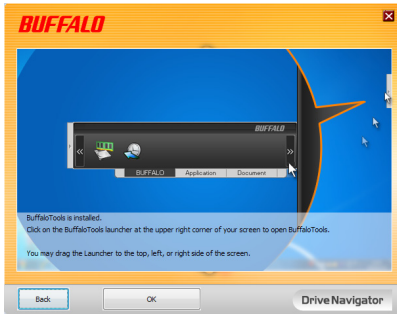 BUFFALO
BUFFALO
BUFFALO Application Document
BuffaloTools is installed.
Click on the BuffaloTools launcher at the upper right corner of your screen to open BuffaloTools.
You may drag the Launcher to the top, left, or right side of the screen.
Back OK DriveNavigator